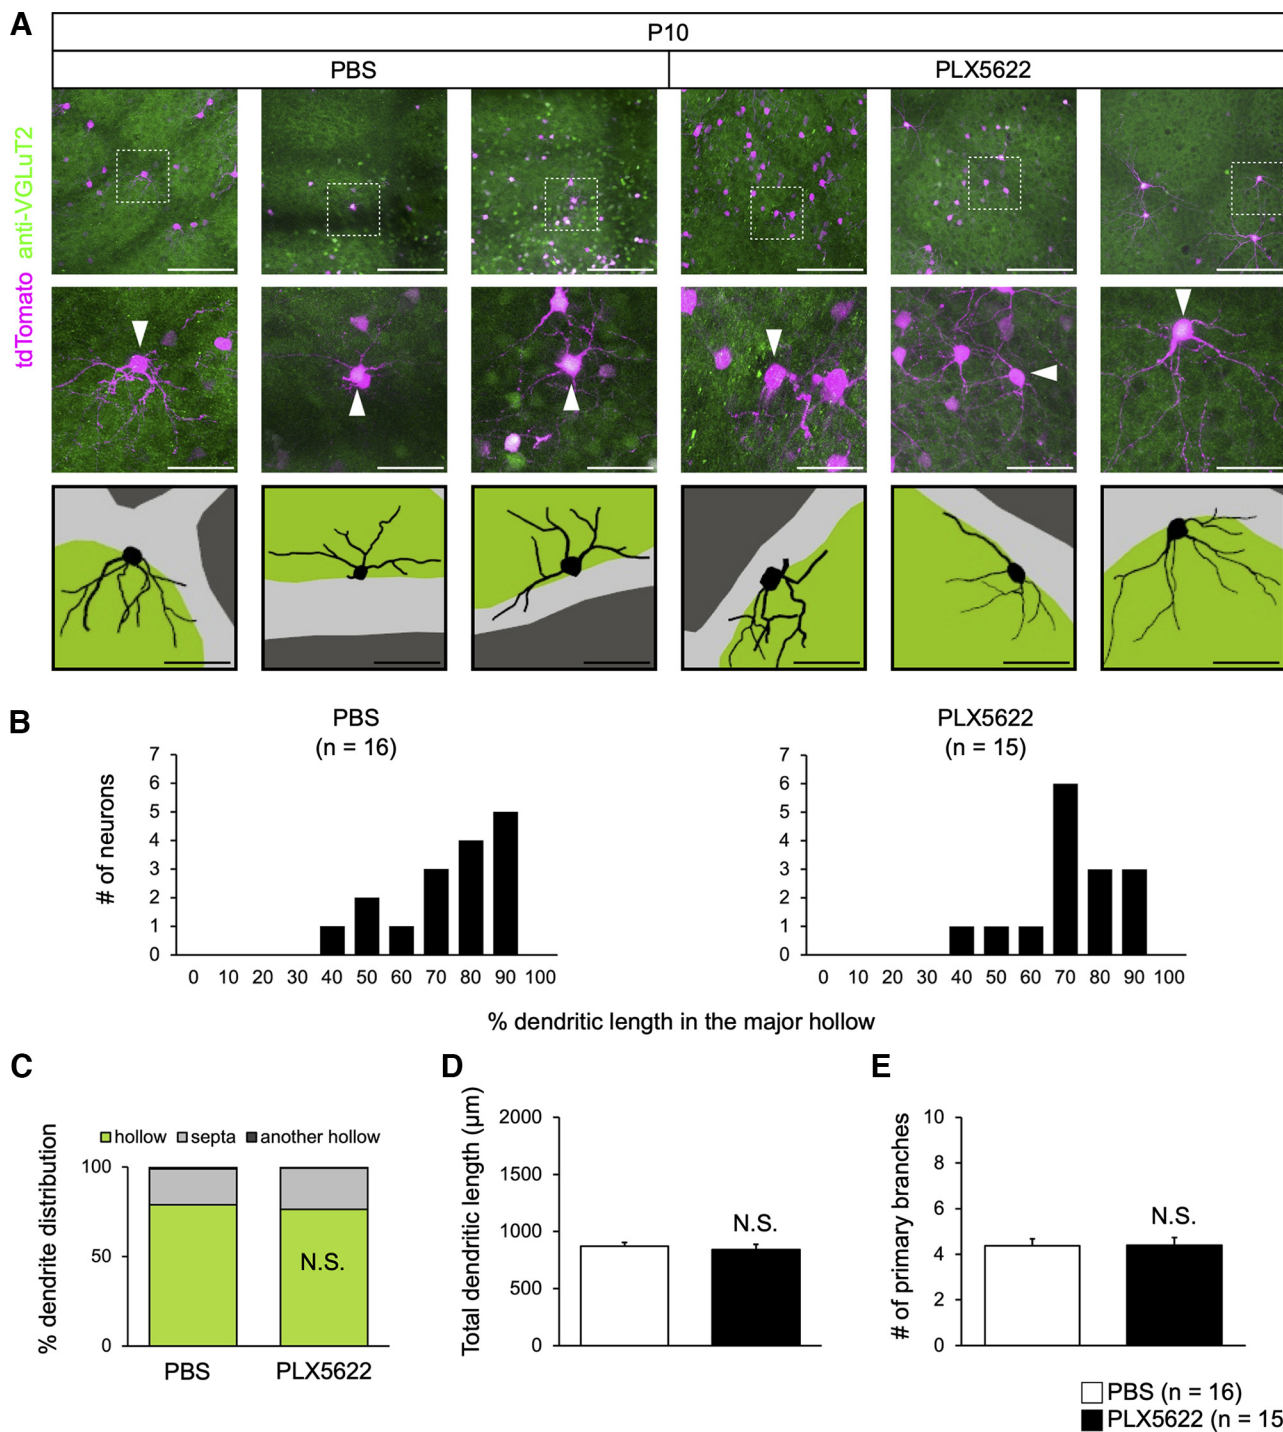 A
P10
PBS
PLX5622
tdTomato anti-VGLuT2
B
PBS
(n = 16)
PLX5622
(n = 15)
# of neurons
7
6
5
4
3
2
1
0
0 10 20 30 40 50 60 70 80 90 100
7
6
5
4
3
2
1
0
0 10 20 30 40 50 60 70 80 90 100
% dendritic length in the major hollow
C
% dendrite distribution
hollow septa another hollow
100
50
0
N.S.
PBS PLX5622
D
Total dendritic length (µm)
2000
1500
1000
500
0
N.S.
E
# of primary branches
10
8
6
4
2
0
N.S.
PBS (n = 16)
PLX5622 (n = 15